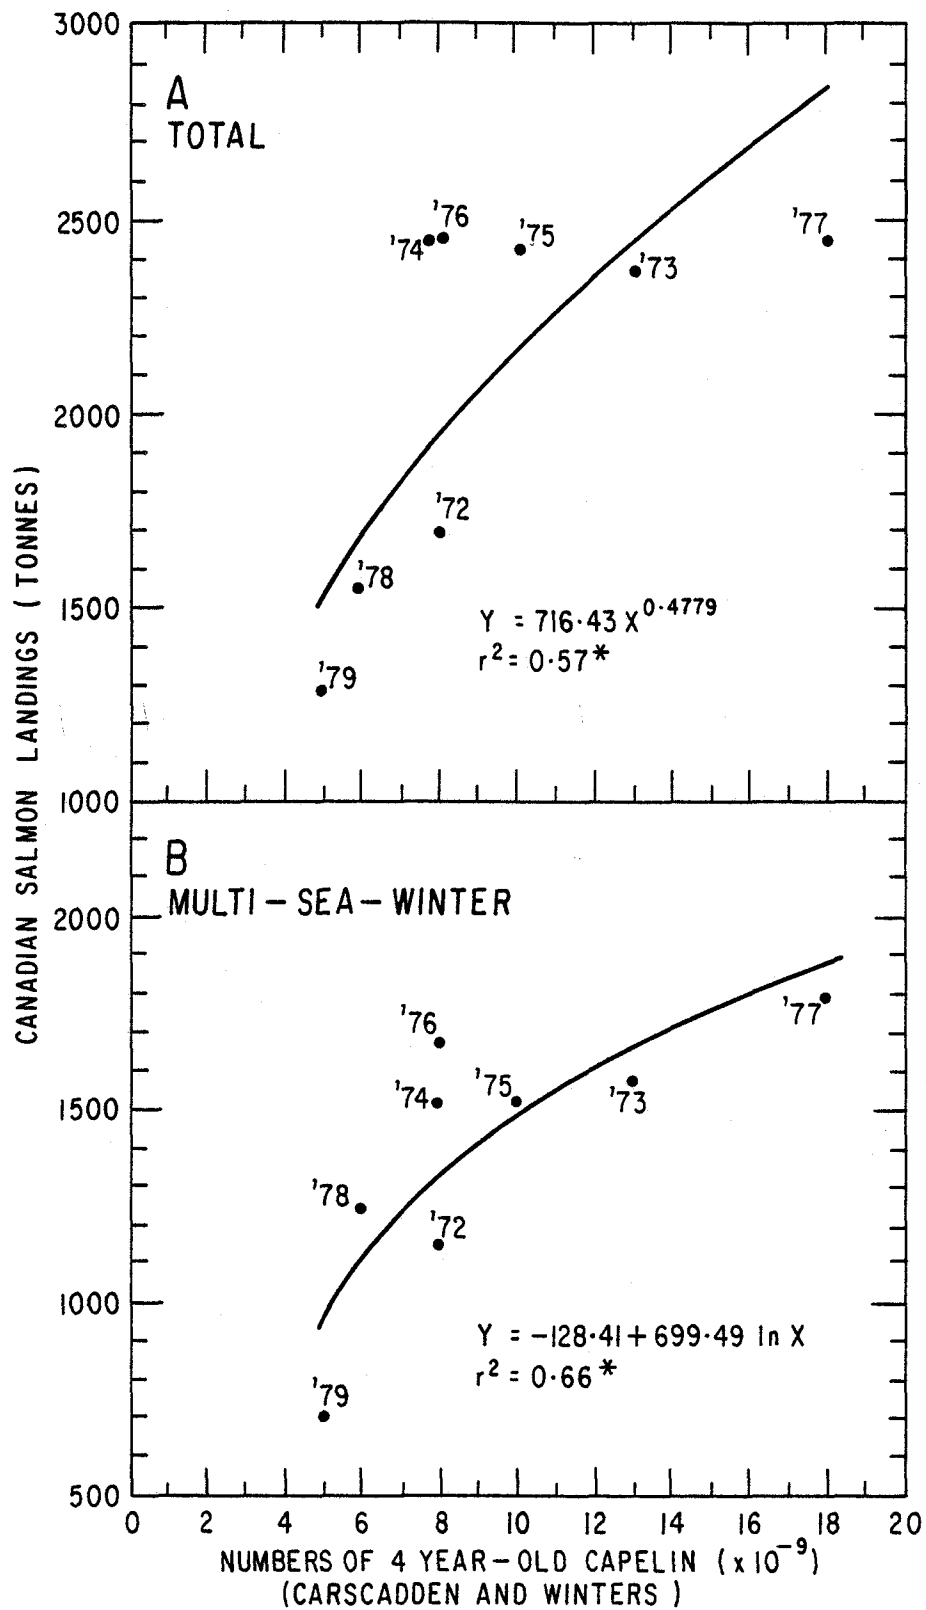 3000
A
TOTAL
'76
'74
'75
'77
2500
'73
2000
'72
'78
1500
Y = 716.43 X^0.4779
r² = 0.57*
'79
1000
CANADIAN SALMON LANDINGS (TONNES)
B
MULTI-SEA-WINTER
2000
'76
'77
'74
'75
'73
1500
'78
'72
1000
Y = -128.41 + 699.49 ln X
r² = 0.66*
'79
500
0 2 4 6 8 10 12 14 16 18 20
NUMBERS OF 4 YEAR-OLD CAPELIN (x10⁻⁹)
(CARSCADDEN AND WINTERS)